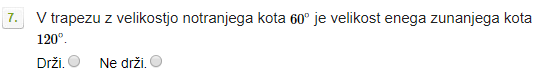 7. V trapezu z velikostjo notranjega kota 60° je velikost enega zunanjega kota
120°.
Drži. Ne drži.